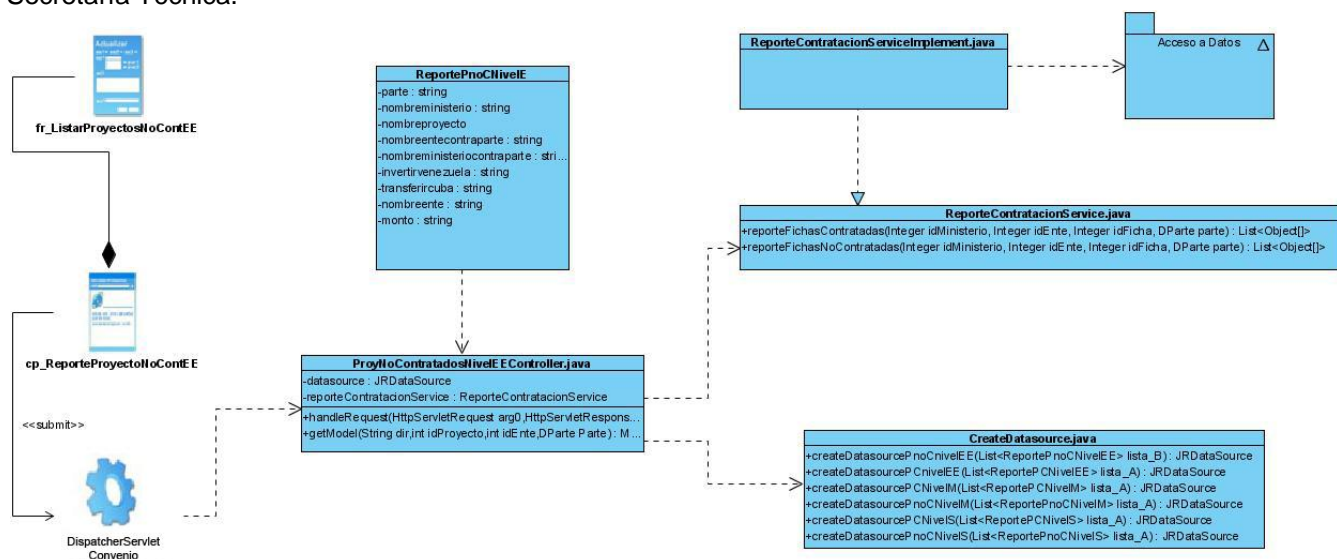 Secretaría Técnica.
fr_ListarProyectosNoContEE
cp_ReporteProyectoNoContEE
<<submit>>
DispatcherServlet
Convenio
ReportePnoCNivelE
-parte : string
-nombreministerio : string
-nombreproyecto
-nombreentecontraparte : string
-nombreministeriocontraparte : stri...
-invertirvenezuela : string
-transferircuba : string
-nombreente : string
-monto : string
ProyNoContratadosNivelEEController.java
-datasource : JRDataSource
-reporteContratacionService : ReporteContratacionService
+handleRequest(HttpServletRequest arg0,HttpServletRespons...
+getModel(String dir,int idProyecto,int idEnte,DParte Parte) : M...
ReporteContratacionServiceImplement.java
Acceso a Datos
ReporteContratacionService.java
+reporteFichasContratadas(Integer idMinisterio, Integer idEnte, Integer idFicha, DParte parte) : List<Object[]>
+reporteFichasNoContratadas(Integer idMinisterio, Integer idEnte, Integer idFicha, DParte parte) : List<Object[]>
CreateDatasource.java
+createDatasourcePnoCnivelEE(List<ReportePnoCNivelEE> lista_B) : JRDataSource
+createDatasourcePCnivelEE(List<ReportePCNivelEE> lista_A) : JRDataSource
+createDatasourcePCNivelM(List<ReportePCNivelM> lista_A) : JRDataSource
+createDatasourcePnoCNivelM(List<ReportePnoCNivelM> lista_A) : JRDataSource
+createDatasourcePCNivelS(List<ReportePCNivelS> lista_A) : JRDataSource
+createDatasourcePnoCNivelS(List<ReportePnoCNivelS> lista_A) : JRDataSource